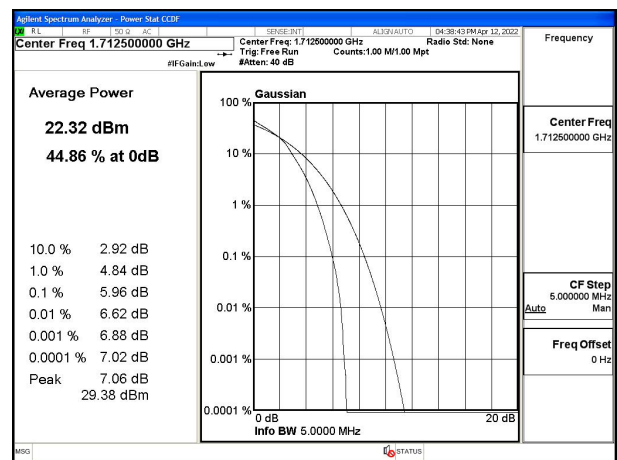 Agilent Spectrum Analyzer - Power Stat CCDF
RL RF 50 Ω AC SENSE:INT ALIGN AUTO 04:38:43 PM Apr 12, 2022
Center Freq 1.712500000 GHz
Center Freq: 1.712500000 GHz Radio Std: None
Trig: Free Run Counts:1.00 M/1.00 Mpt
#IFGain:Low #Atten: 40 dB
Frequency
Average Power
22.32 dBm
44.86 % at 0dB
10.0 % 2.92 dB
1.0 % 4.84 dB
0.1 % 5.96 dB
0.01 % 6.62 dB
0.001 % 6.88 dB
0.0001 % 7.02 dB
Peak 7.06 dB
29.38 dBm
Gaussian
100 %
10 %
1 %
0.1 %
0.01 %
0.001 %
0.0001 %
0 dB 20 dB
Info BW 5.0000 MHz
Center Freq
1.712500000 GHz
CF Step
5.000000 MHz
Auto Man
Freq Offset
0 Hz
MSG STATUS